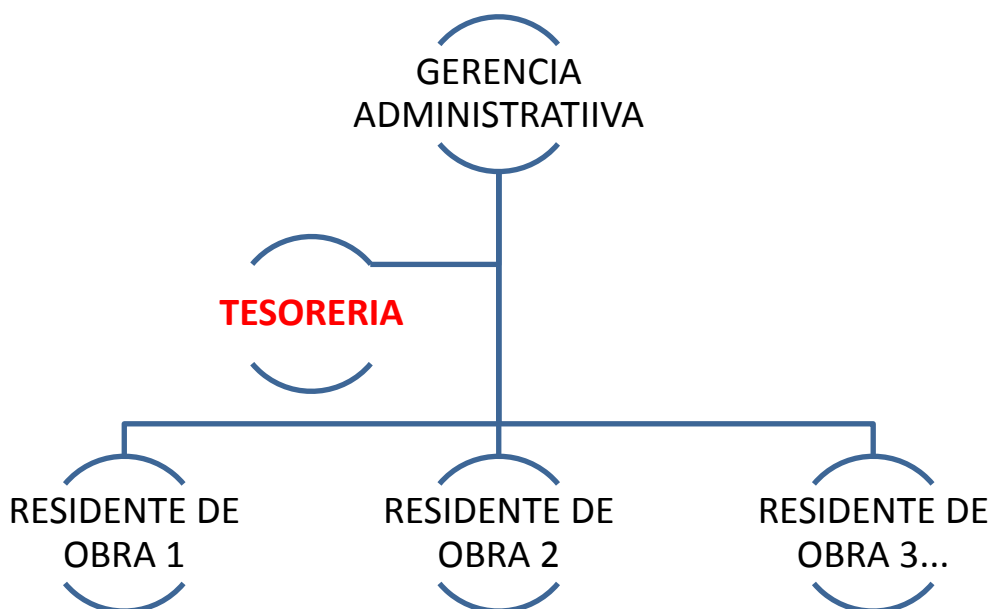 GERENCIA
ADMINISTRATIIVA
TESORERIA
RESIDENTE DE
OBRA 1
RESIDENTE DE
OBRA 2
RESIDENTE DE
OBRA 3...